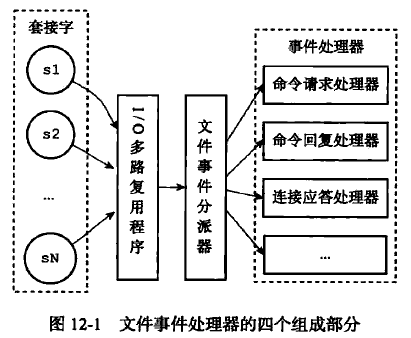 套接字
s1
s2
...
sN
I/O多路复用程序
文件事件分派器
事件处理器
命令请求处理器
命令回复处理器
连接应答处理器
...
图 12-1 文件事件处理器的四个组成部分